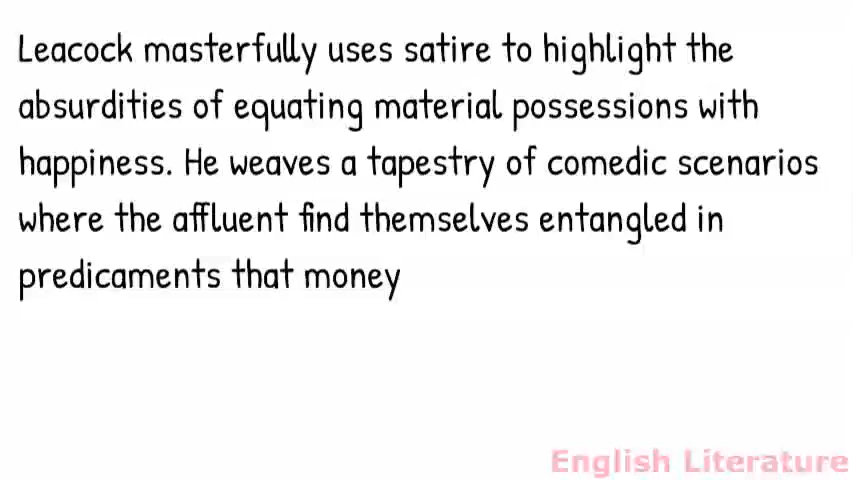 Leacock masterfully uses satire to highlight the
absurdities of equating material possessions with
happiness. He weaves a tapestry of comedic scenarios
where the affluent find themselves entangled in
predicaments that money
English Literature